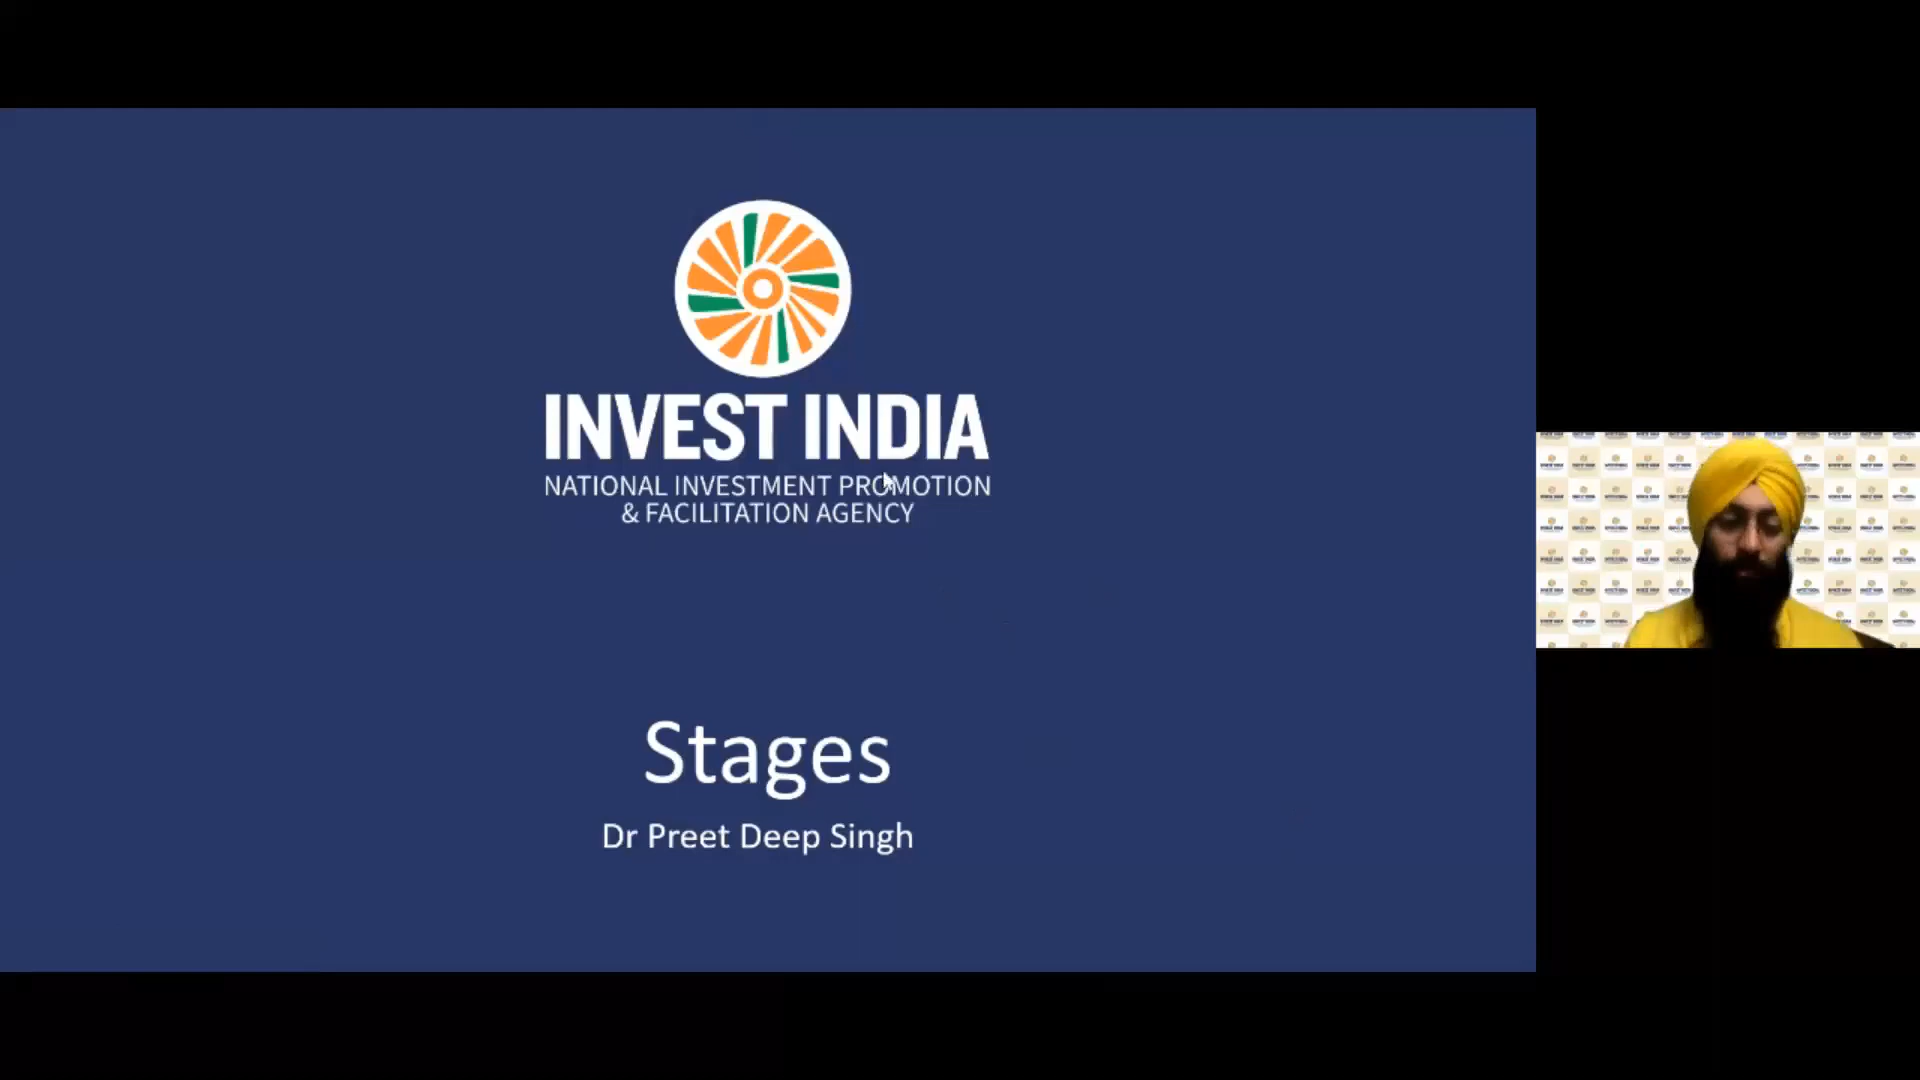 INVEST INDIA
NATIONAL INVESTMENT PROMOTION
& FACILITATION AGENCY
Stages
Dr Preet Deep Singh